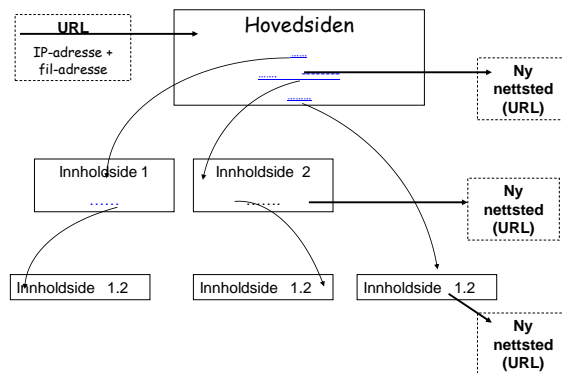 URL
IP-adresse +
fil-adresse
Hovedsiden
Ny
nettsted
(URL)
Innholdside 1
Innholdside 2
Ny
nettsted
(URL)
Innholdside 1.2
Innholdside 1.2
Innholdside 1.2
Ny
nettsted
(URL)